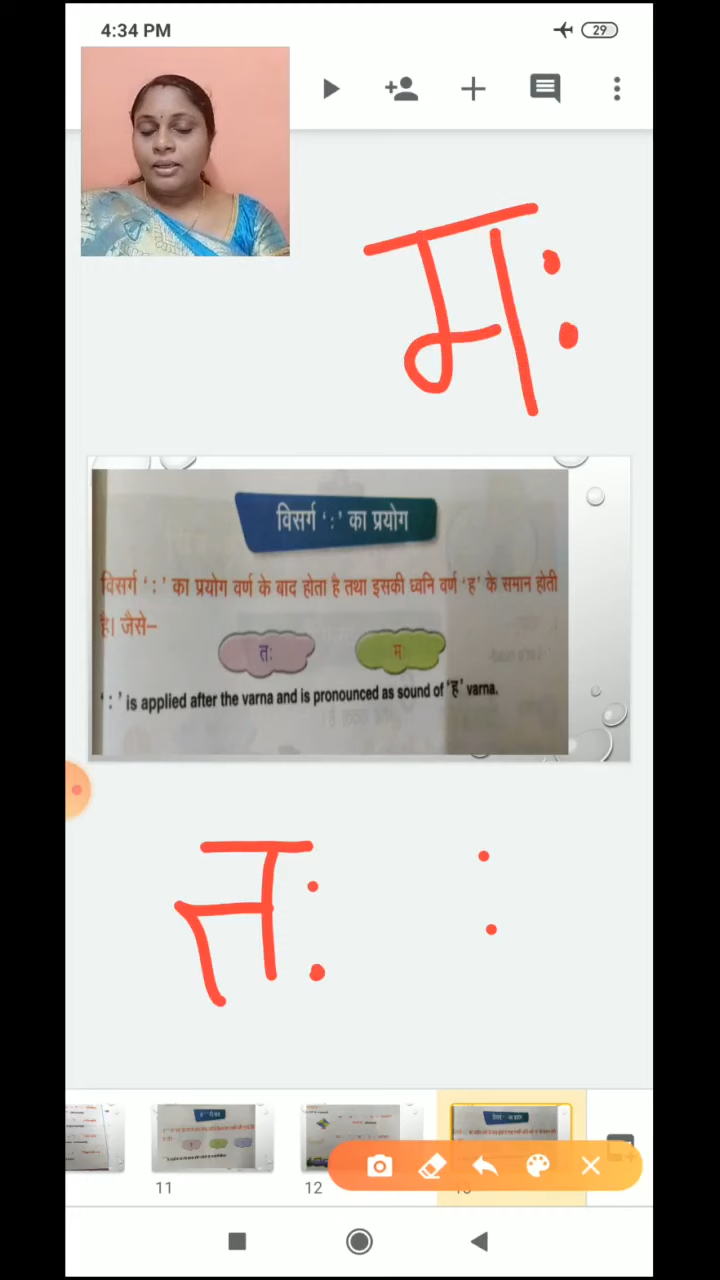 4:34 PM
29
मः
विसर्ग ':' का प्रयोग
विसर्ग ':' का प्रयोग वर्ण के बाद होता है तथा इसकी ध्वनि वर्ण 'ह' के समान होती
है। जैसे–
तः मः
':' is applied after the varna and is pronounced as sound of 'ह' varna.
तः :
11 12